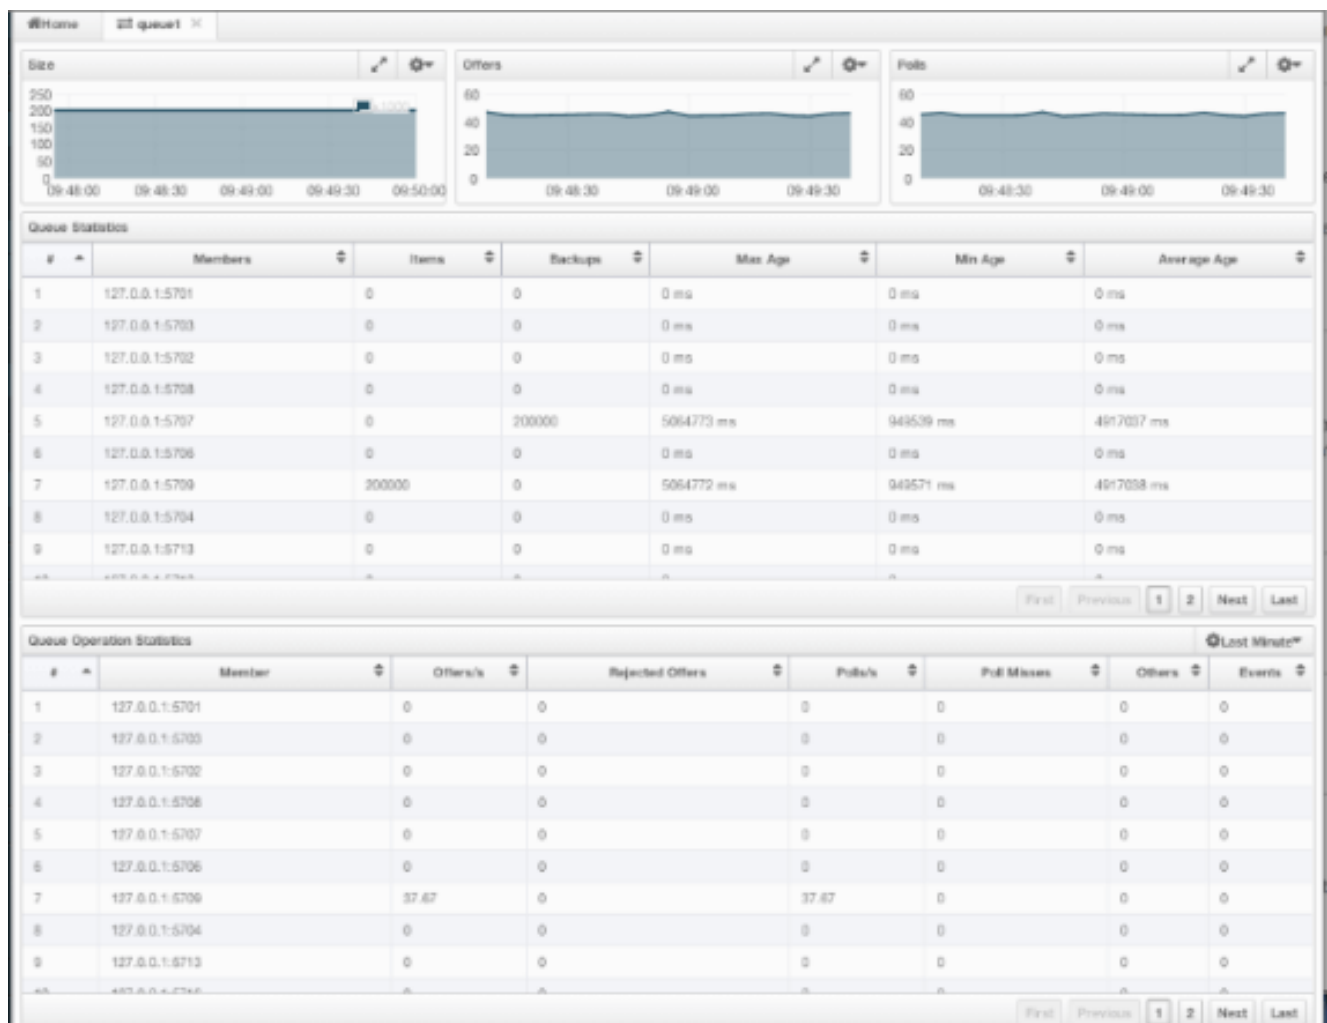 Home queue1
Size Offers Polls
250
200
150
100
50
0
x1000
09:48:00 09:48:30 09:49:00 09:49:30 09:50:00
60
40
20
0
09:48:30 09:49:00 09:49:30
60
40
20
0
09:48:30 09:49:00 09:49:30
Queue Statistics
# Members Items Backups Max Age Min Age Average Age
1 127.0.0.1:5701 0 0 0 ms 0 ms 0 ms
2 127.0.0.1:5703 0 0 0 ms 0 ms 0 ms
3 127.0.0.1:5702 0 0 0 ms 0 ms 0 ms
4 127.0.0.1:5708 0 0 0 ms 0 ms 0 ms
5 127.0.0.1:5707 0 200000 5064773 ms 949539 ms 4917037 ms
6 127.0.0.1:5706 0 0 0 ms 0 ms 0 ms
7 127.0.0.1:5709 200000 0 5064772 ms 949571 ms 4917038 ms
8 127.0.0.1:5704 0 0 0 ms 0 ms 0 ms
9 127.0.0.1:5713 0 0 0 ms 0 ms 0 ms
First Previous 1 2 Next Last
Queue Operation Statistics Last Minute
# Member Offers/s Rejected Offers Polls/s Poll Misses Others Events
1 127.0.0.1:5701 0 0 0 0 0 0
2 127.0.0.1:5703 0 0 0 0 0 0
3 127.0.0.1:5702 0 0 0 0 0 0
4 127.0.0.1:5708 0 0 0 0 0 0
5 127.0.0.1:5707 0 0 0 0 0 0
6 127.0.0.1:5706 0 0 0 0 0 0
7 127.0.0.1:5709 37.67 0 37.67 0 0 0
8 127.0.0.1:5704 0 0 0 0 0 0
9 127.0.0.1:5713 0 0 0 0 0 0
First Previous 1 2 Next Last